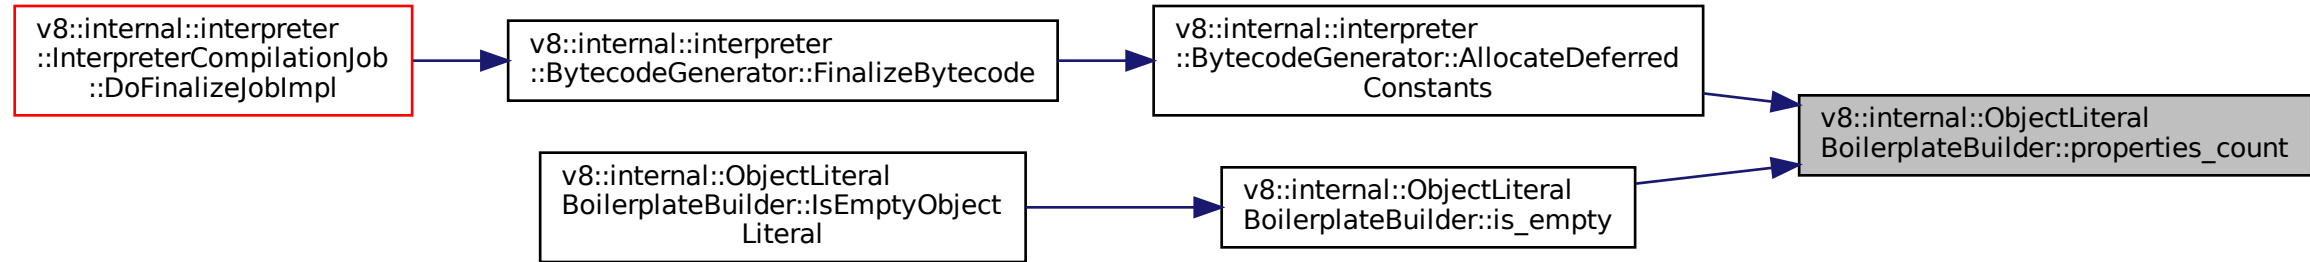 v8::internal::interpreter
::InterpreterCompilationJob
::DoFinalizeJobImpl
v8::internal::interpreter
::BytecodeGenerator::FinalizeBytecode
v8::internal::interpreter
::BytecodeGenerator::AllocateDeferred
Constants
v8::internal::ObjectLiteral
BoilerplateBuilder::properties_count
v8::internal::ObjectLiteral
BoilerplateBuilder::IsEmptyObject
Literal
v8::internal::ObjectLiteral
BoilerplateBuilder::is_empty